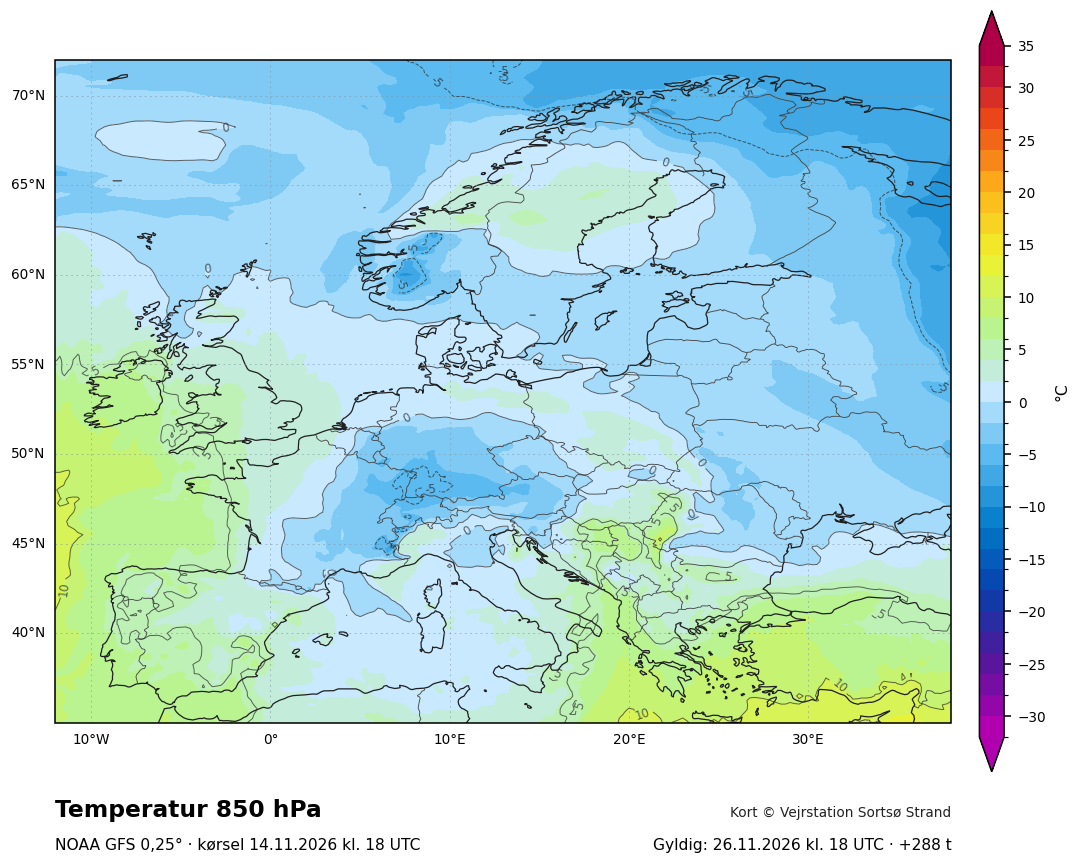 70°N
65°N
60°N
55°N
50°N
45°N
40°N
10°W
0°
10°E
20°E
30°E
35
30
25
20
15
10
5
0
−5
−10
−15
−20
−25
−30
°C
Temperatur 850 hPa
Kort © Vejrstation Sortsø Strand
NOAA GFS 0,25° · kørsel 14.11.2026 kl. 18 UTC
Gyldig: 26.11.2026 kl. 18 UTC · +288 t